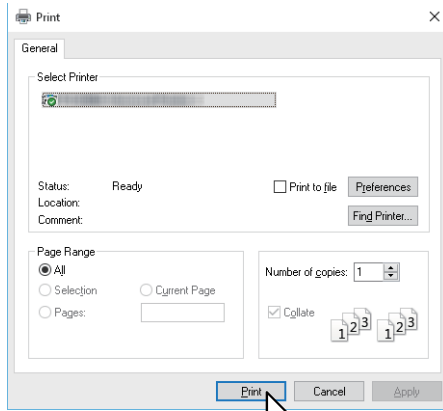 Print
General
Select Printer
Status: Ready
Print to file
Preferences
Location:
Comment:
Find Printer...
Page Range
All
Selection
Current Page
Pages:
Number of copies: 1
Collate
1 2 3 1 2 3
Print
Cancel
Apply